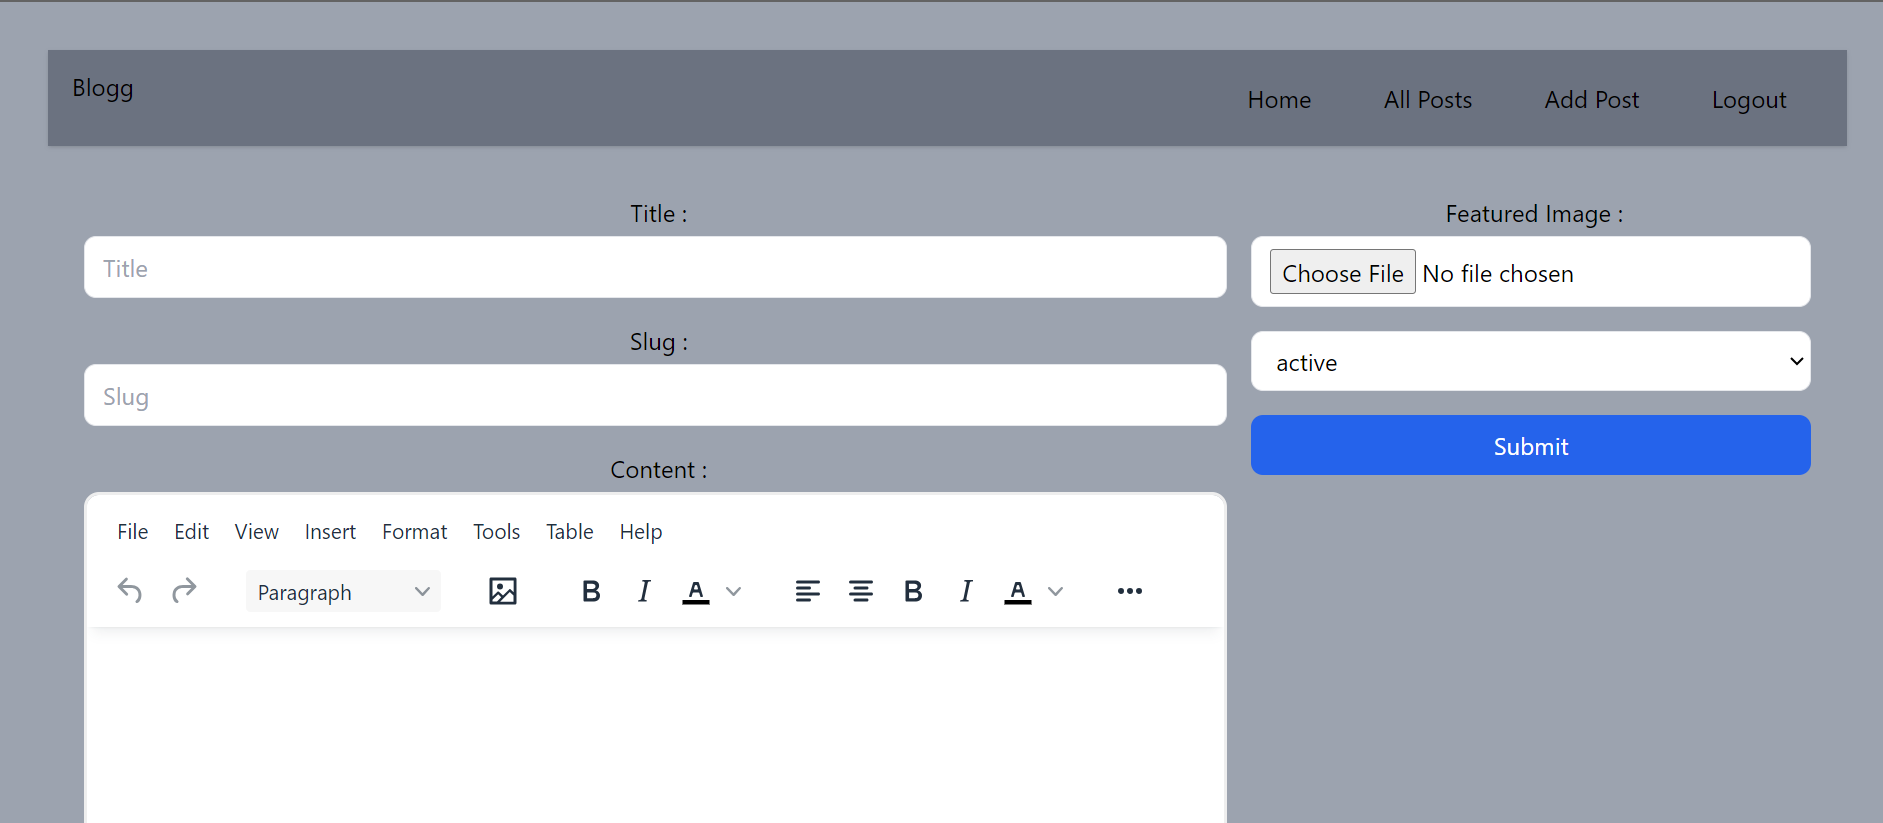 Blogg
Home All Posts Add Post Logout
Title :
Title
Slug :
Slug
Content :
File Edit View Insert Format Tools Table Help
Paragraph B I A B I A
Featured Image :
Choose File No file chosen
active
Submit